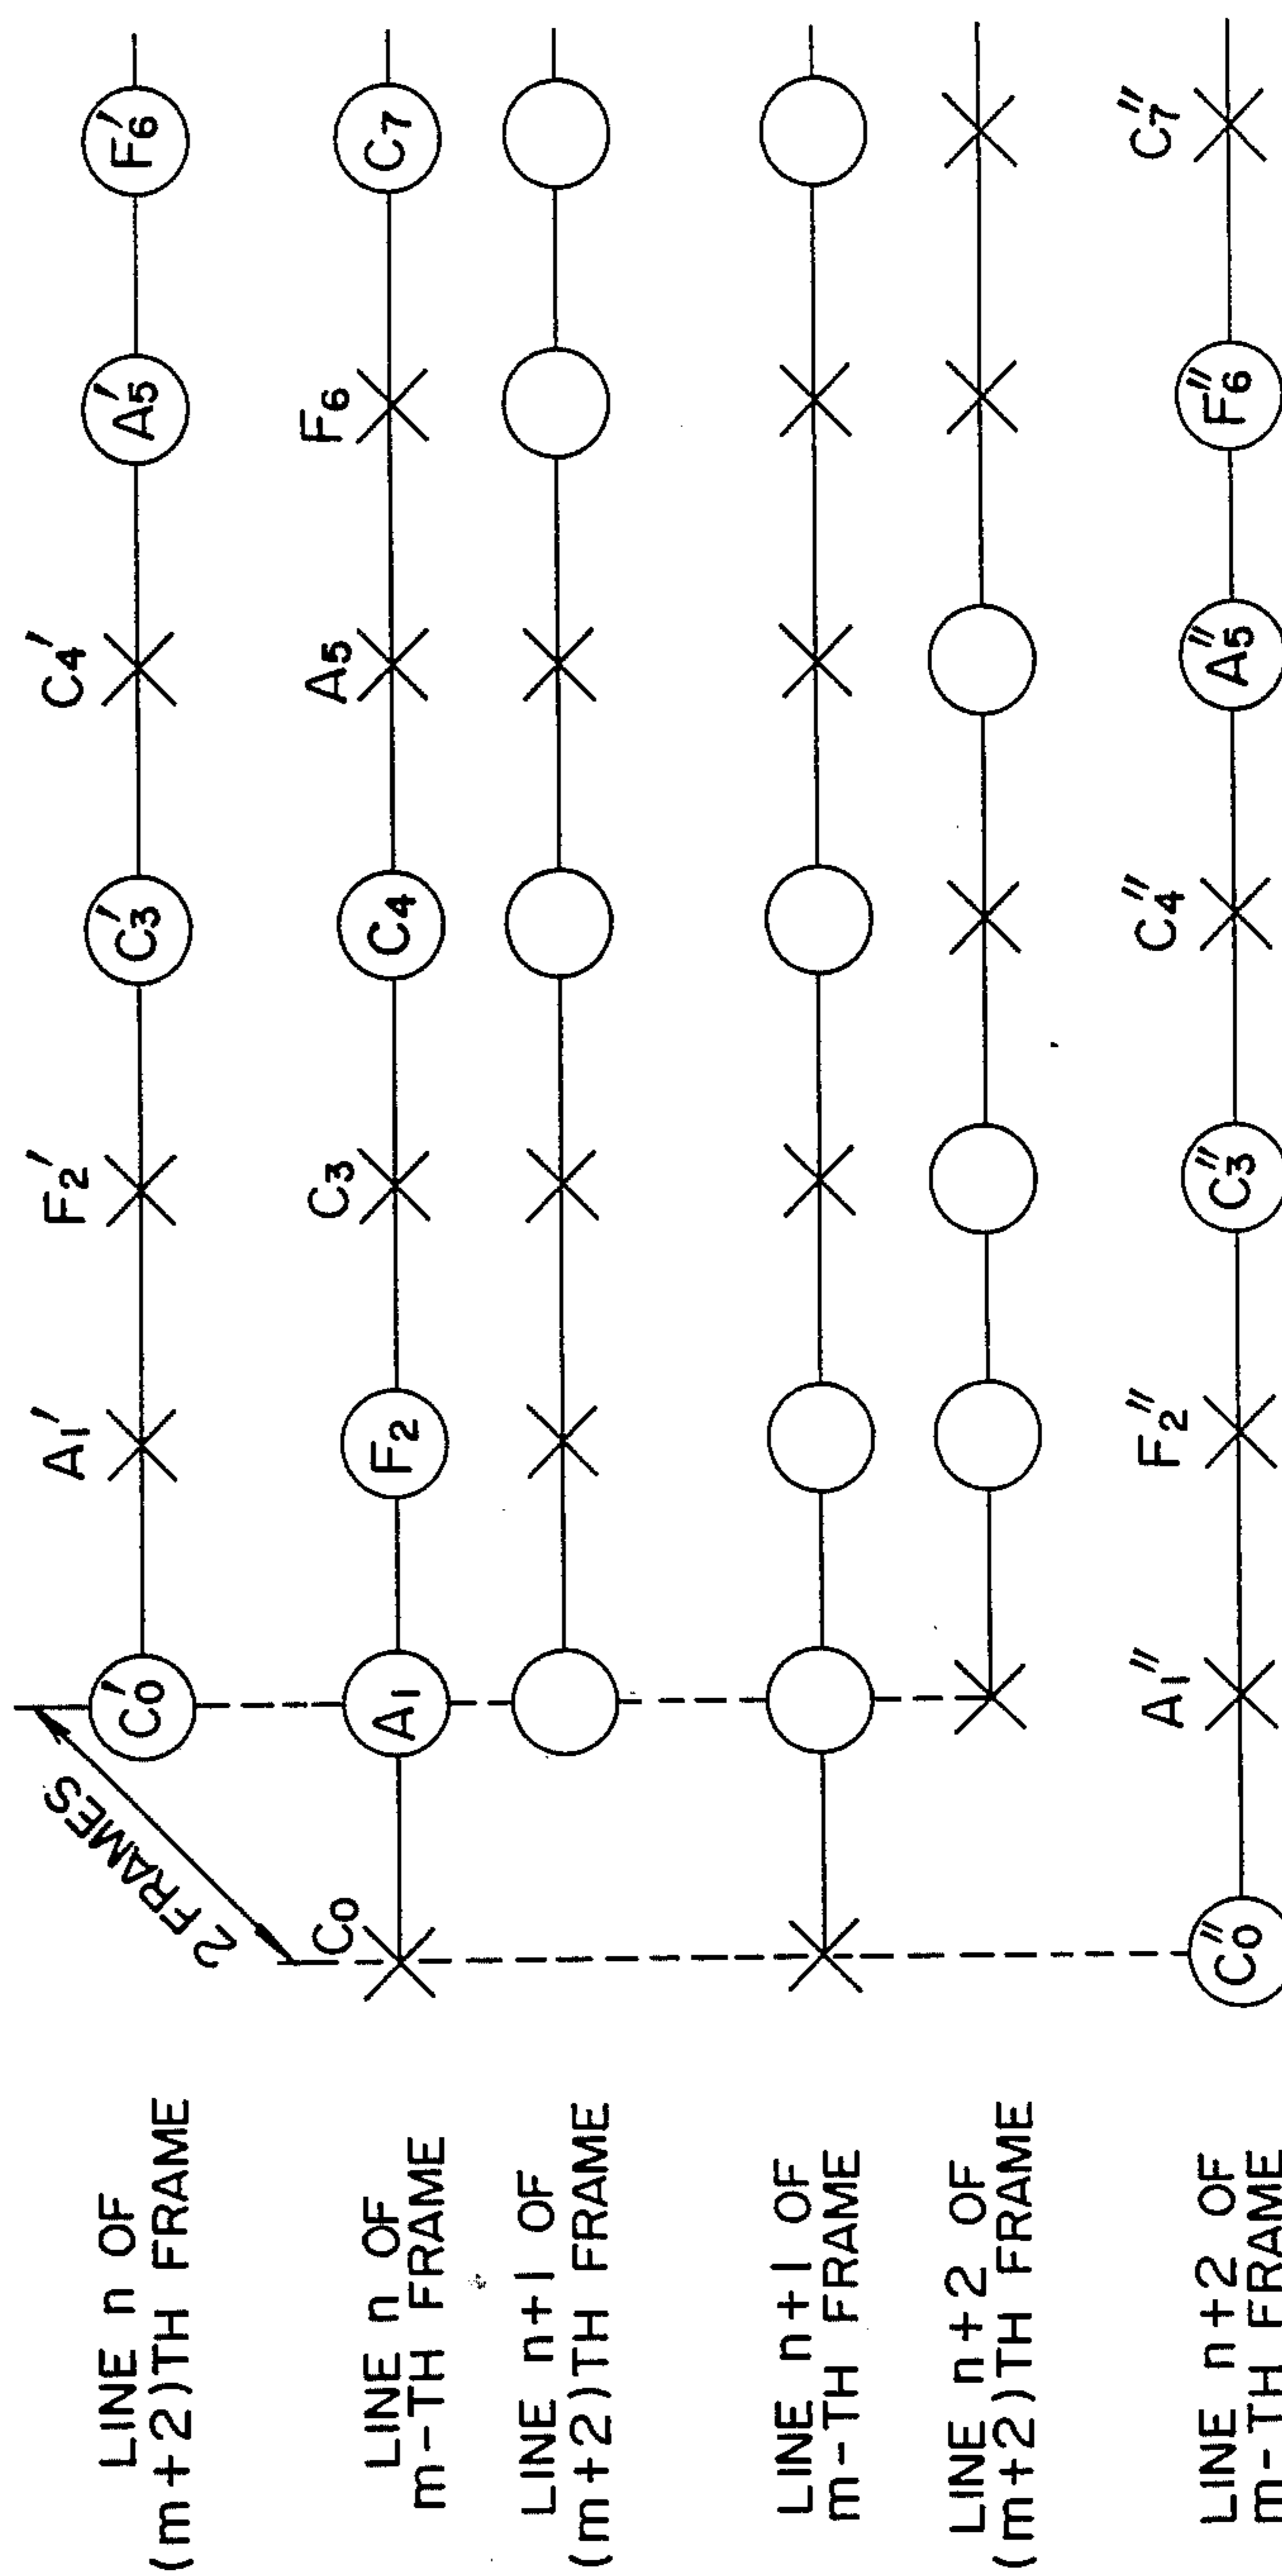 2 FRAMES
LINE n OF
(m+2)TH FRAME
C0' A1' F2' C3' C4' A5' F6'
LINE n OF
m-TH FRAME
C0 A1 F2 C3 C4 A5 F6 C7
LINE n+1 OF
(m+2)TH FRAME
LINE n+1 OF
m-TH FRAME
LINE n+2 OF
(m+2)TH FRAME
LINE n+2 OF
m-TH FRAME
C0" A1" F2" C3" C4" A5" F6" C7"